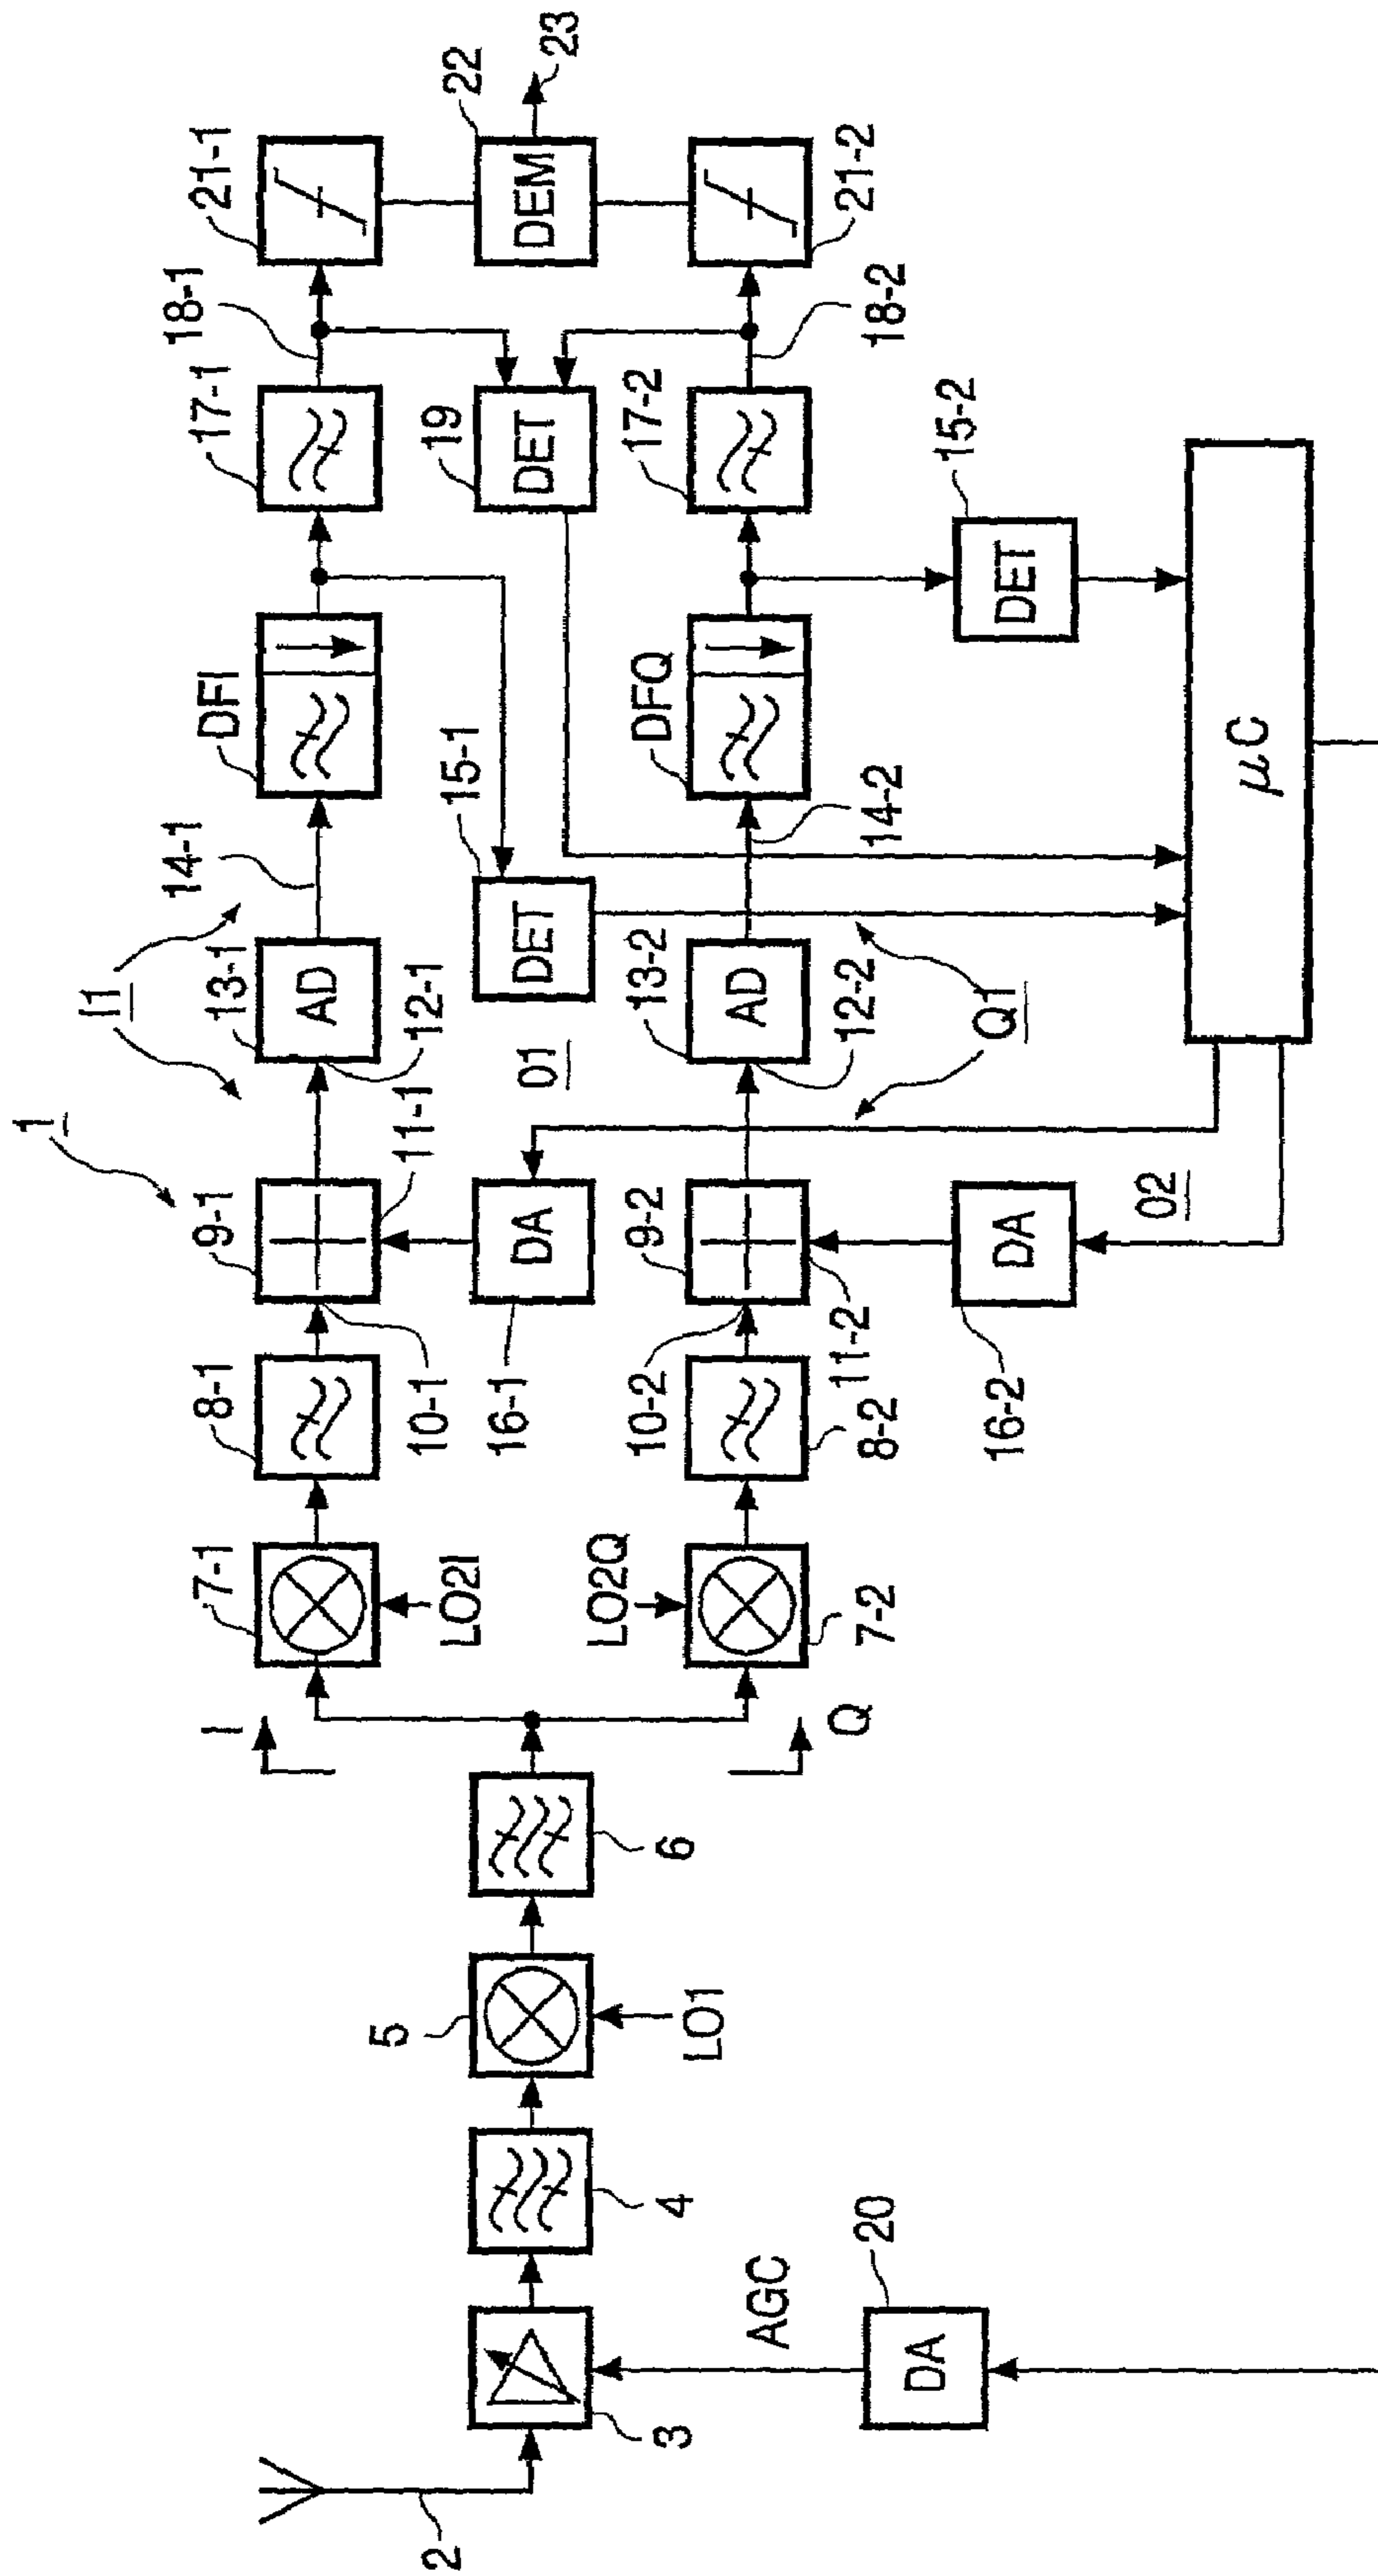 1
I1
Q1
01
02
2
3
4
5
LO1
6
I
Q
7-1
LO2I
LO2Q
7-2
8-1
8-2
9-1
10-1
11-1
9-2
10-2
11-2
DA
16-1
DA
16-2
12-1
AD
13-1
14-1
12-2
AD
13-2
14-2
DFI
DFQ
DET
15-1
DET
15-2
17-1
17-2
18-1
18-2
DET
19
21-1
21-2
DEM
22
23
μC
AGC
DA
20